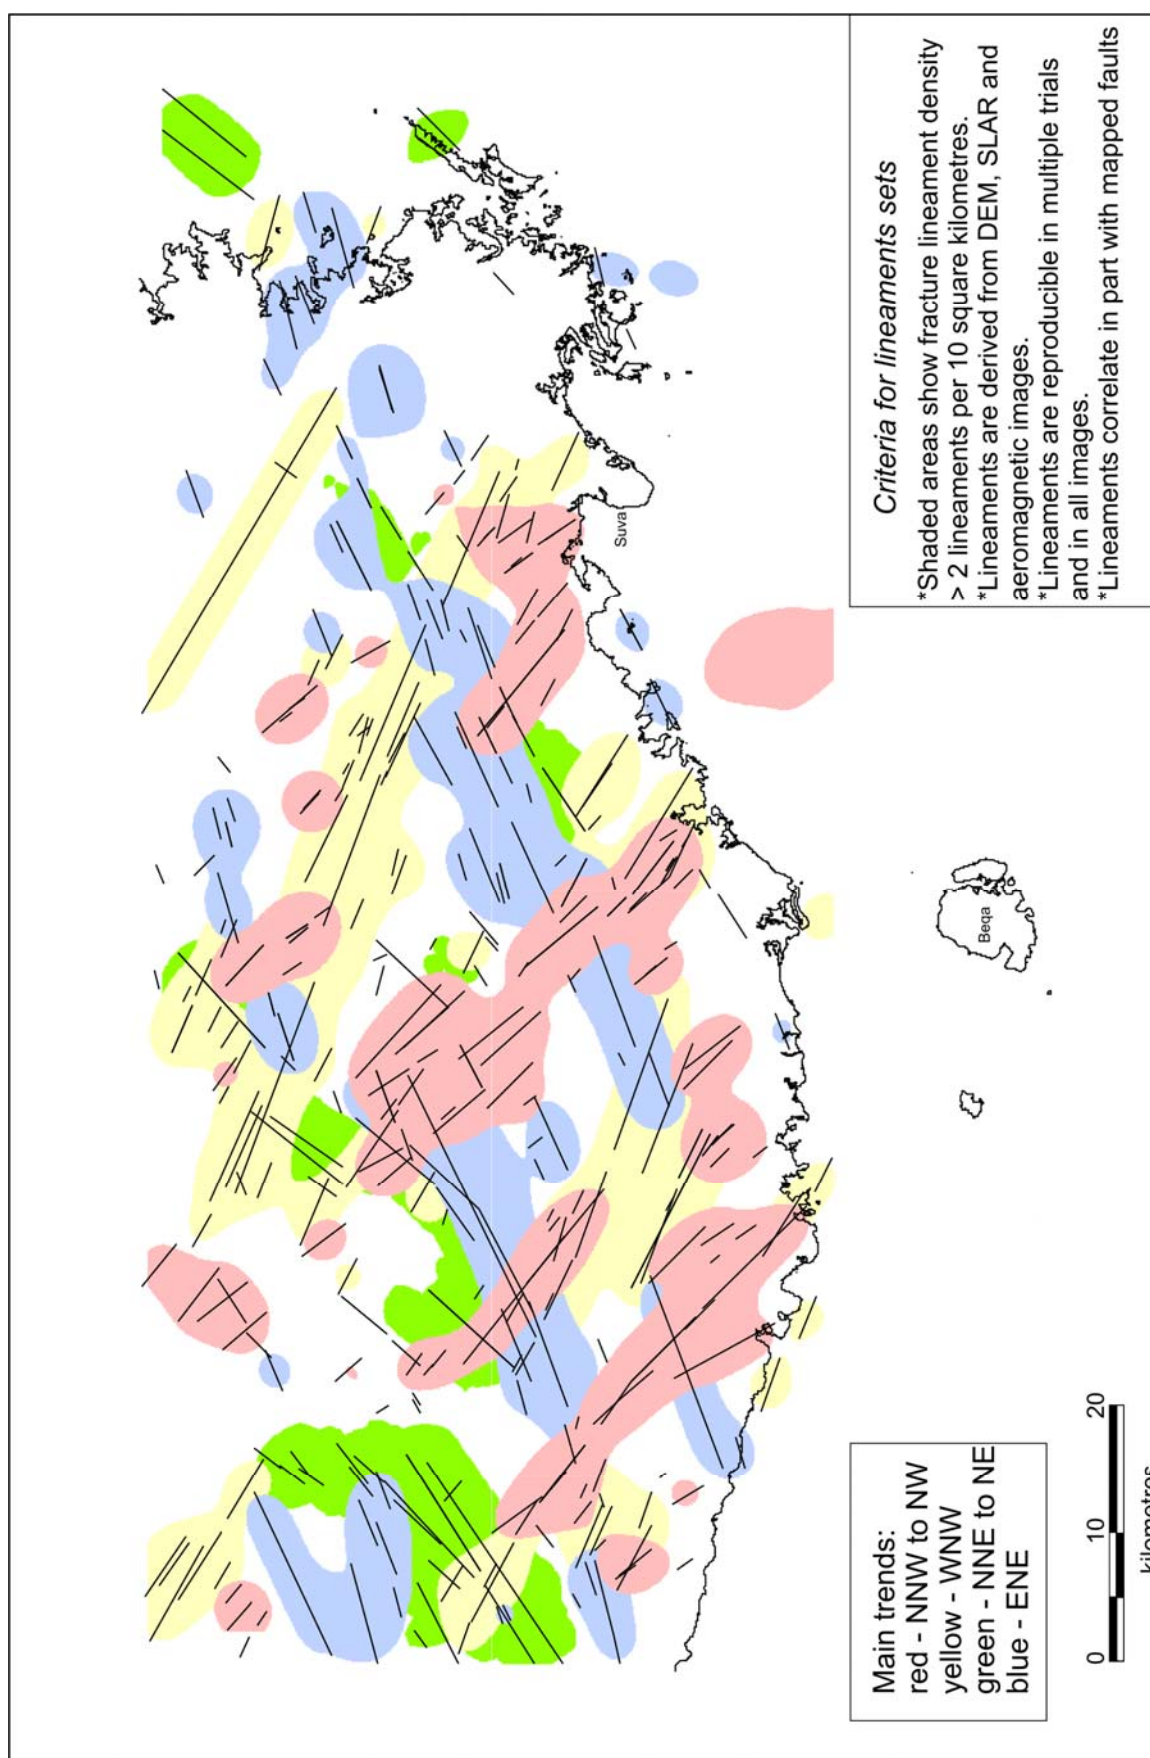 Criteria for lineaments sets
*Shaded areas show fracture lineament density
> 2 lineaments per 10 square kilometres.
*Lineaments are derived from DEM, SLAR and
aeromagnetic images.
*Lineaments are reproducible in multiple trials
and in all images.
*Lineaments correlate in part with mapped faults
Suva
Beqa
Main trends:
red - NNW to NW
yellow - WNW
green - NNE to NE
blue - ENE
0 10 20
kilometres